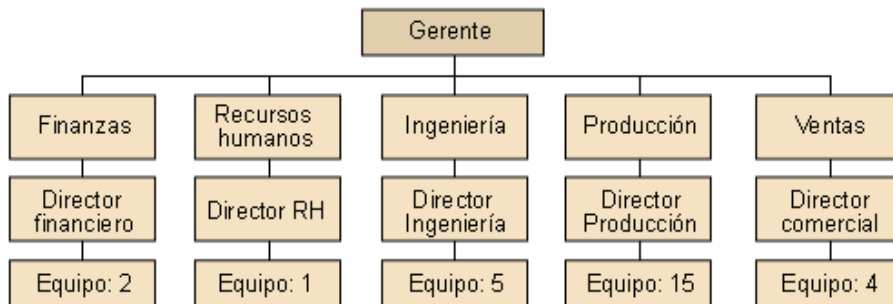 Gerente
Finanzas
Recursos
humanos
Ingeniería
Producción
Ventas
Director
financiero
Director RH
Director
Ingeniería
Director
Producción
Director
comercial
Equipo: 2
Equipo: 1
Equipo: 5
Equipo: 15
Equipo: 4